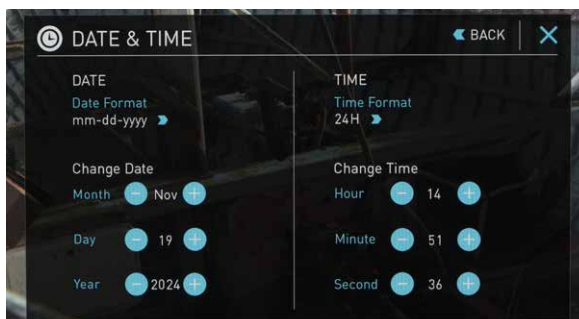 DATE & TIME
BACK
DATE
Date Format
mm-dd-yyyy
Change Date
Month - Nov +
Day - 19 +
Year - 2024 +
TIME
Time Format
24H
Change Time
Hour - 14 +
Minute - 51 +
Second - 36 +